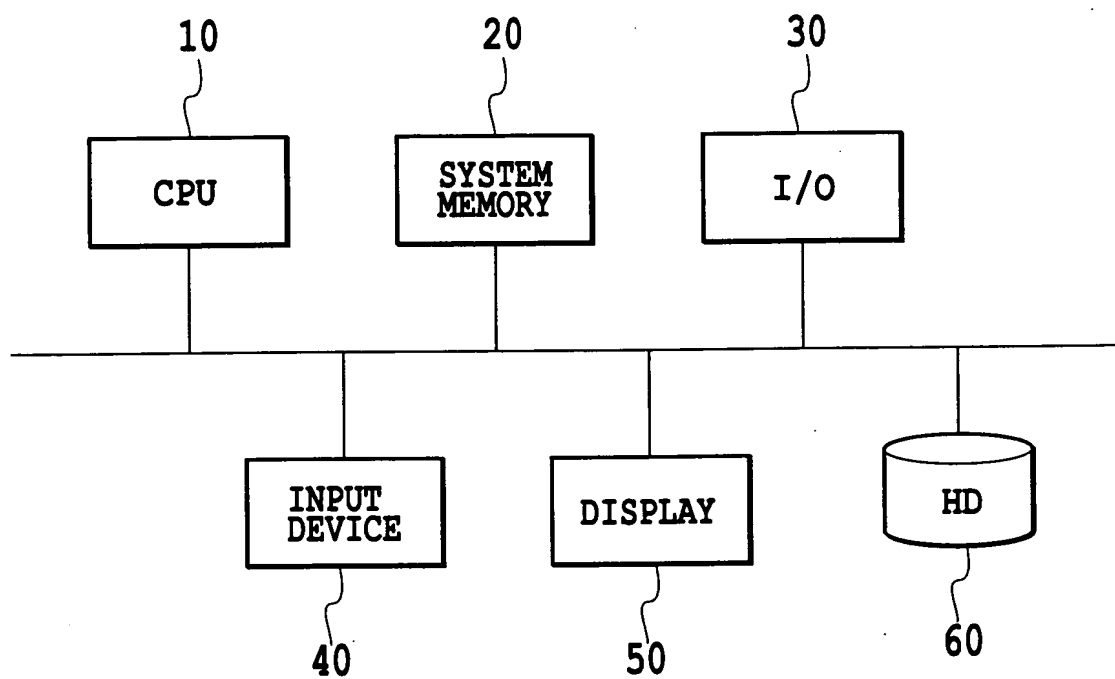 10
20
30
CPU
SYSTEM
MEMORY
I/O
INPUT
DEVICE
DISPLAY
HD
40
50
60